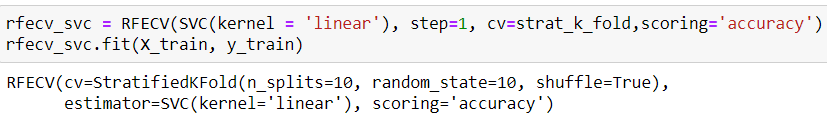 rfecv_svc = RFECV(SVC(kernel = 'linear'), step=1, cv=strat_k_fold,scoring='accuracy')
rfecv_svc.fit(X_train, y_train)
RFECV(cv=StratifiedKFold(n_splits=10, random_state=10, shuffle=True),
      estimator=SVC(kernel='linear'), scoring='accuracy')